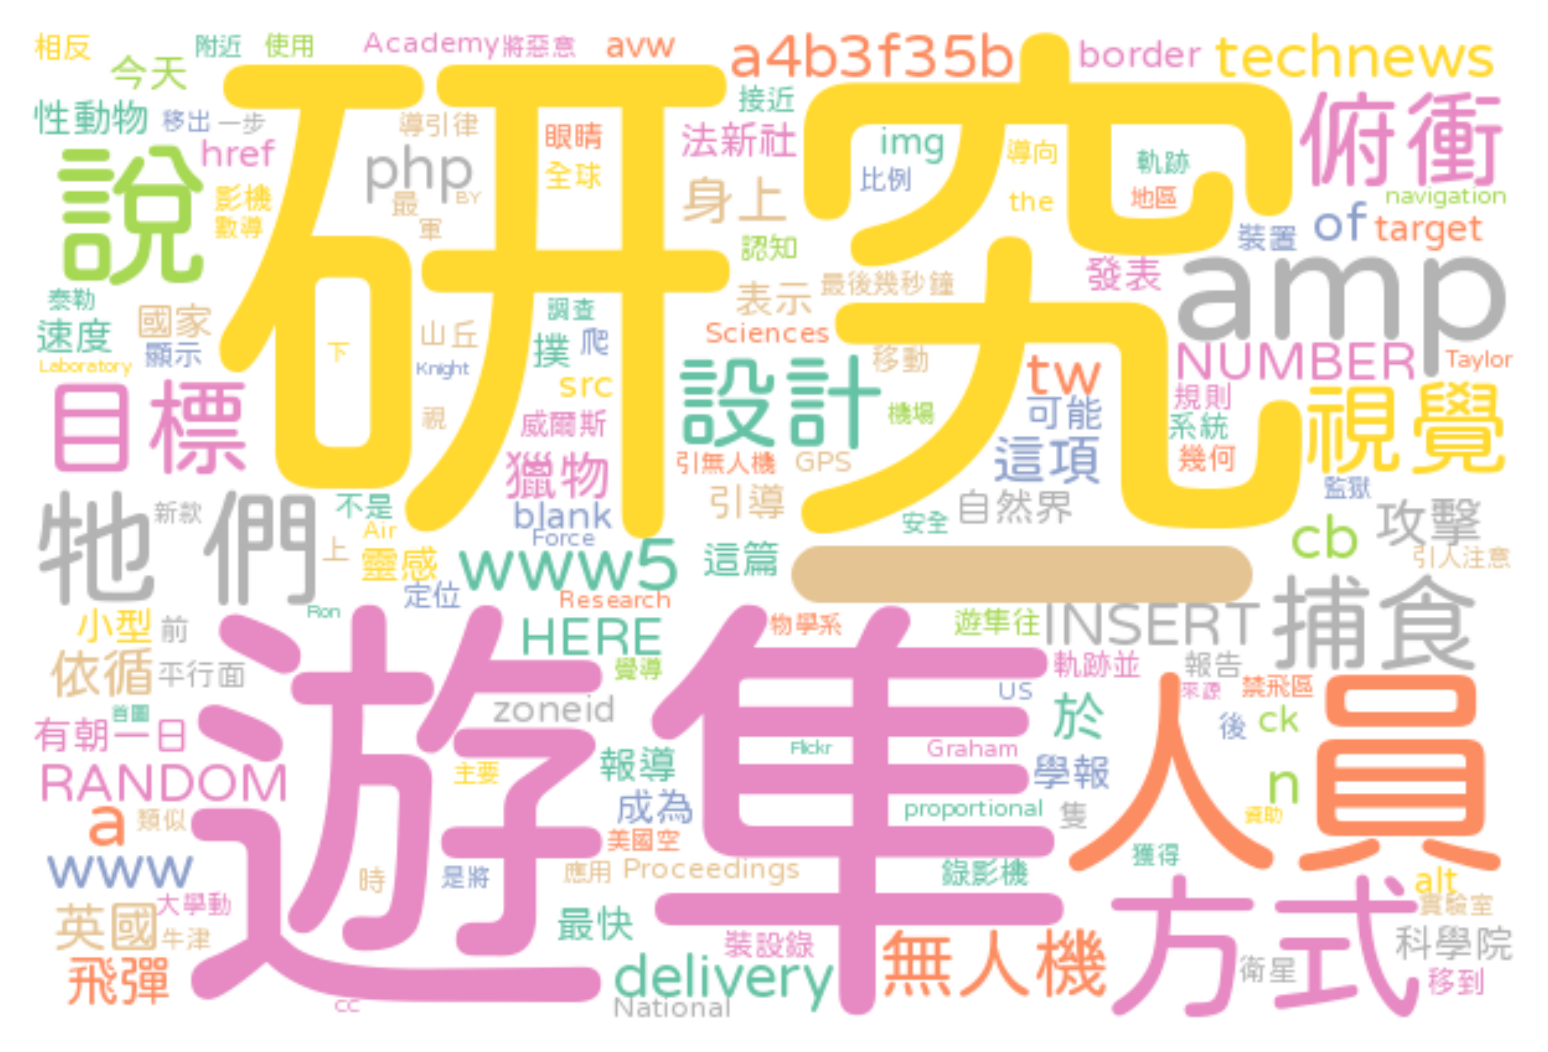 相反 附近 使用 Academy 將惡意 avw a4b3f35b border technews
今天 接近
性動物 移出 一步 導引律 眼睛 法新社 img 導向 軌跡 俯衝
說 href php 全球 身上 比例 the 地區 navigation
影機 最 BY 裝置 of target
數導 軍 研究 認知 發表 amp
泰勒 國家 調查 表示 最後幾秒鐘
速度 顯示 下 山丘 撲 爬 Sciences NUMBER Taylor
Laboratory Knight src 設計 移動 tw
目標 視 威爾斯 機場 可能 規則 視覺
獵物 引無人機 GPS 這項 系統 幾何
牠 們 新款 不是 blank 引導 自然界 監獄 攻擊
上 Air Force 安全 cb 引人注意
靈感 www5 這篇 一
定位 Research INSERT 捕食
小型 前 Ron HERE 物學系 遊隼往
依循 平行面 覺導 軌跡並 報告
首圖 zoneid US 來源 禁飛區
有朝一日 遊隼 於 後 ck 人員
RANDOM 主要 報導 Flickr Graham 學報 n
a 類似 成為 proportional 隻 資助
www 時 是將 美國空 應用 Proceedings 錄影機 獲得 alt
英國 大學動 牛津 最快 裝設錄 方式 實驗室
飛彈 delivery 無人機 衛星 科學院
cc National 移到